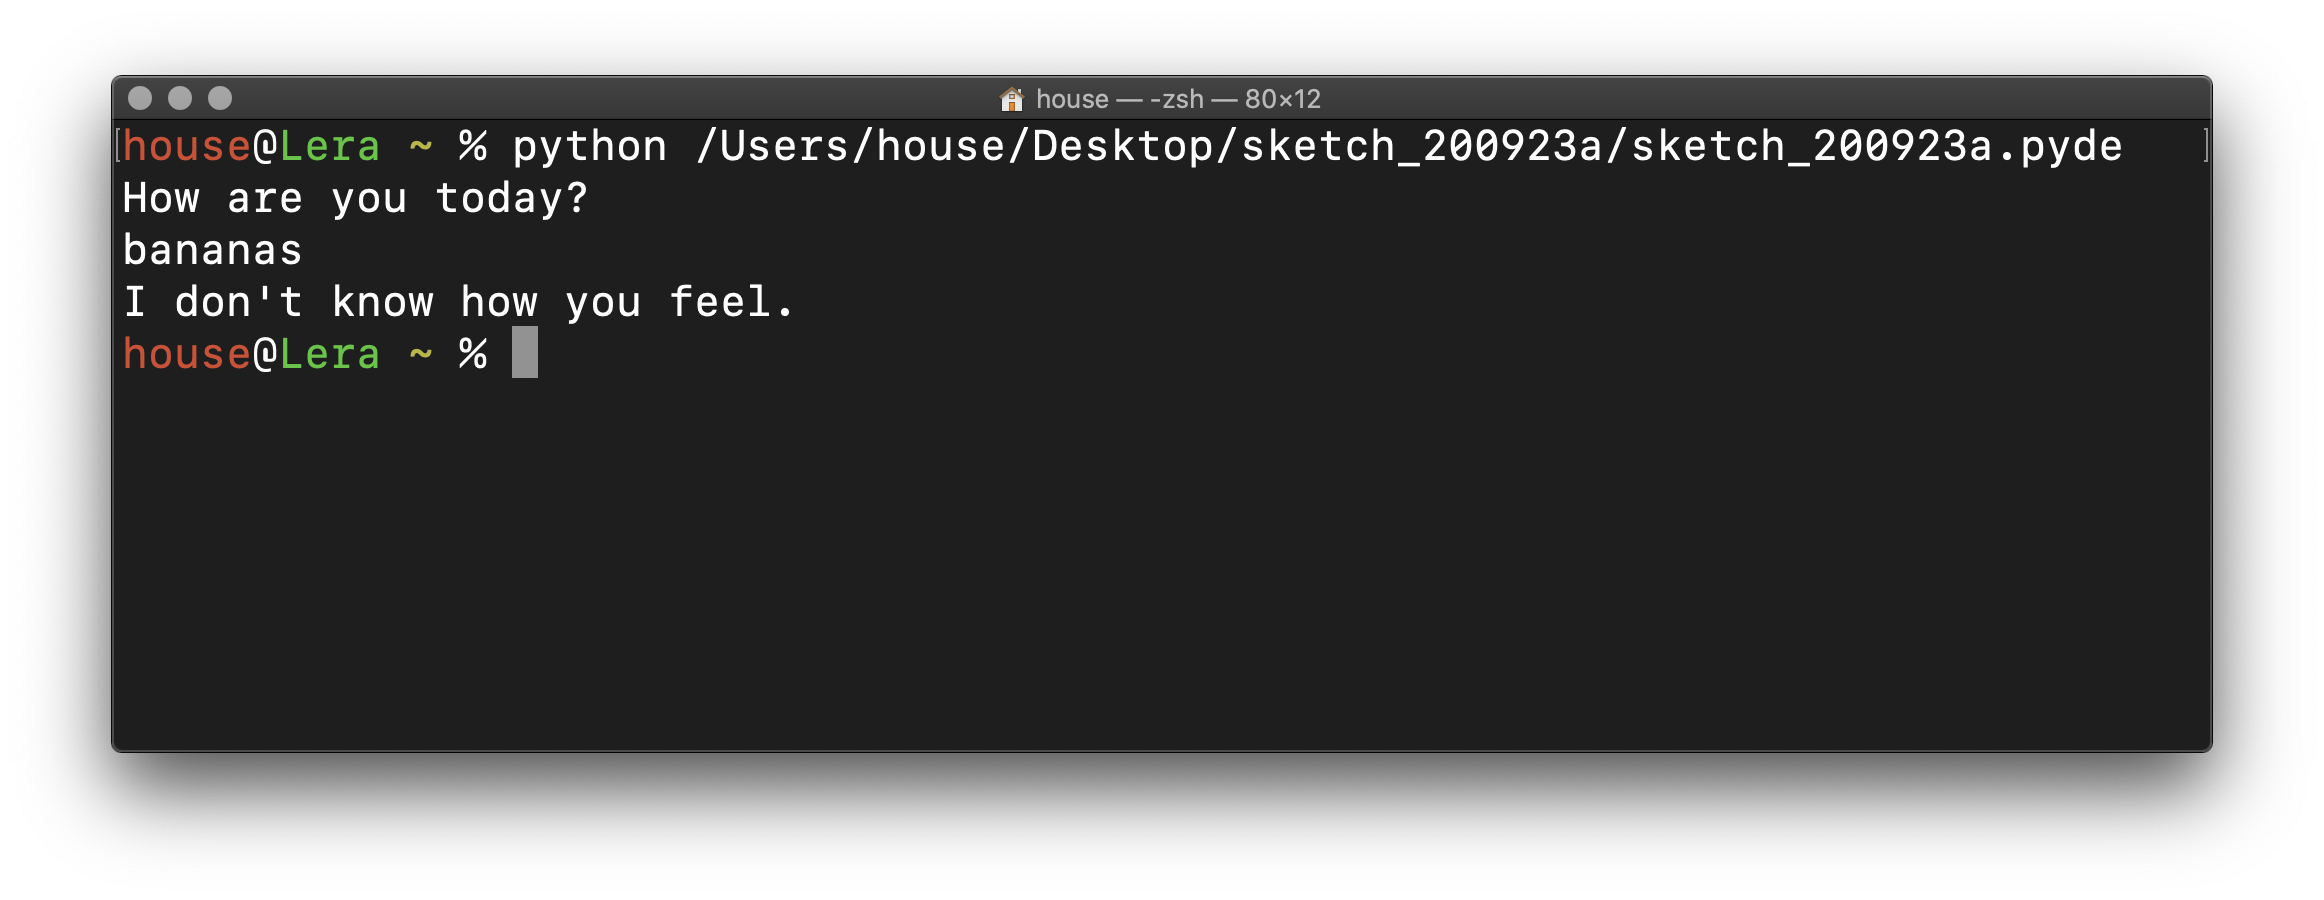 house — -zsh — 80×12
house@Lera ~ % python /Users/house/Desktop/sketch_200923a/sketch_200923a.pyde
How are you today?
bananas
I don't know how you feel.
house@Lera ~ %